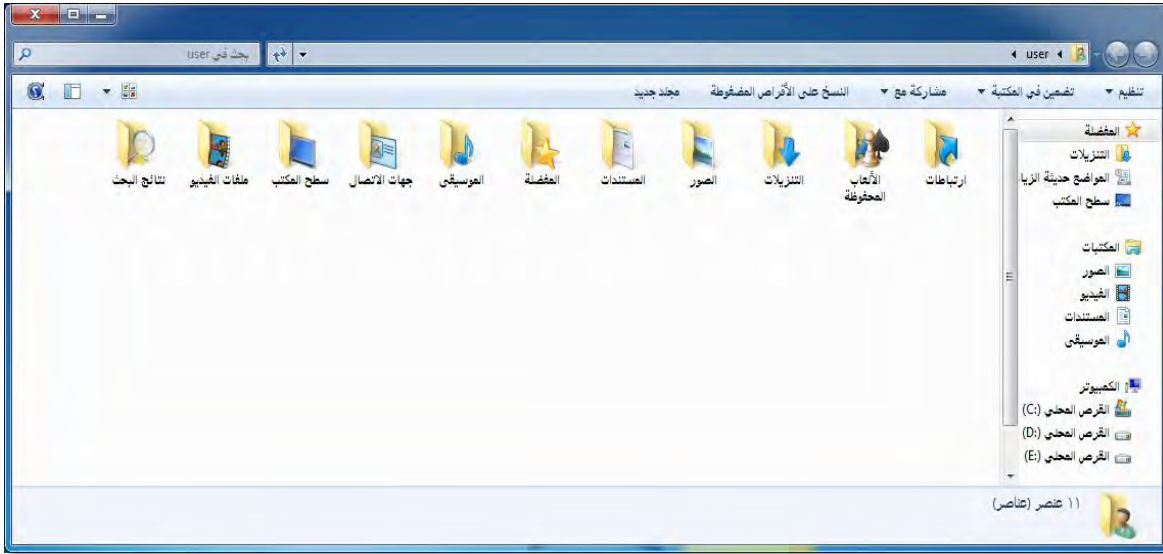 user
بحث في user
تنظيم
تضمين في المكتبة
مشاركة مع
النسخ على الأقراص المضغوطة
مجلد جديد
المفضلة
التنزيلات
المواضع حديثة الزيا
سطح المكتب
المكتبات
الصور
الفيديو
المستندات
الموسيقى
الكمبيوتر
القرص المحلي (C:)
القرص المحلي (D:)
القرص المحلي (E:)
ارتباطات
الألعاب
المحفوظة
التنزيلات
الصور
المستندات
المفضلة
الموسيقى
جهات الاتصال
سطح المكتب
ملفات الفيديو
نتائج البحث
١١ عنصر (عناصر)